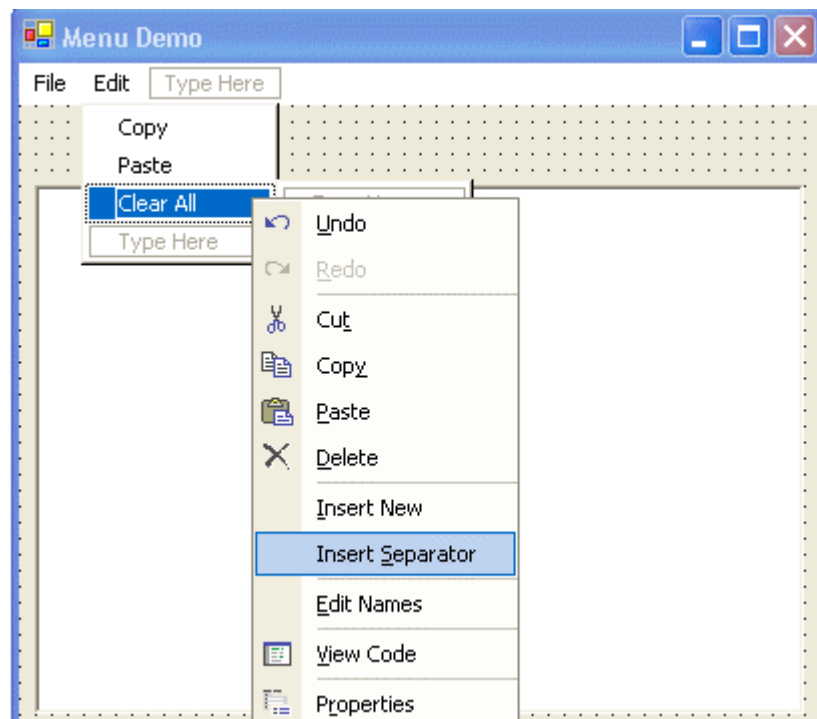 Menu Demo
File Edit Type Here
Copy
Paste
Clear All
Type Here
Undo
Redo
Cut
Copy
Paste
Delete
Insert New
Insert Separator
Edit Names
View Code
Properties